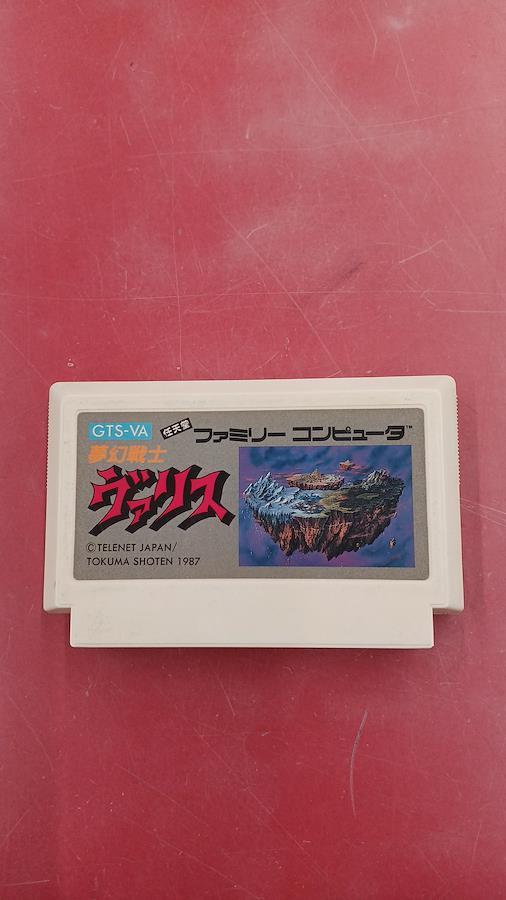 GTS-VA
任天堂 ファミリー コンピュータ™
夢幻戦士
ヴァリス
©TELENET JAPAN/
TOKUMA SHOTEN 1987